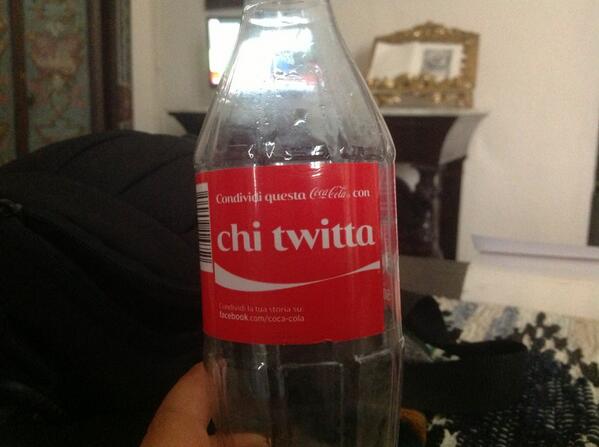 Condividi questa Coca-Cola con
chi twitta
Condividi la tua storia su:
facebook.com/coca-cola